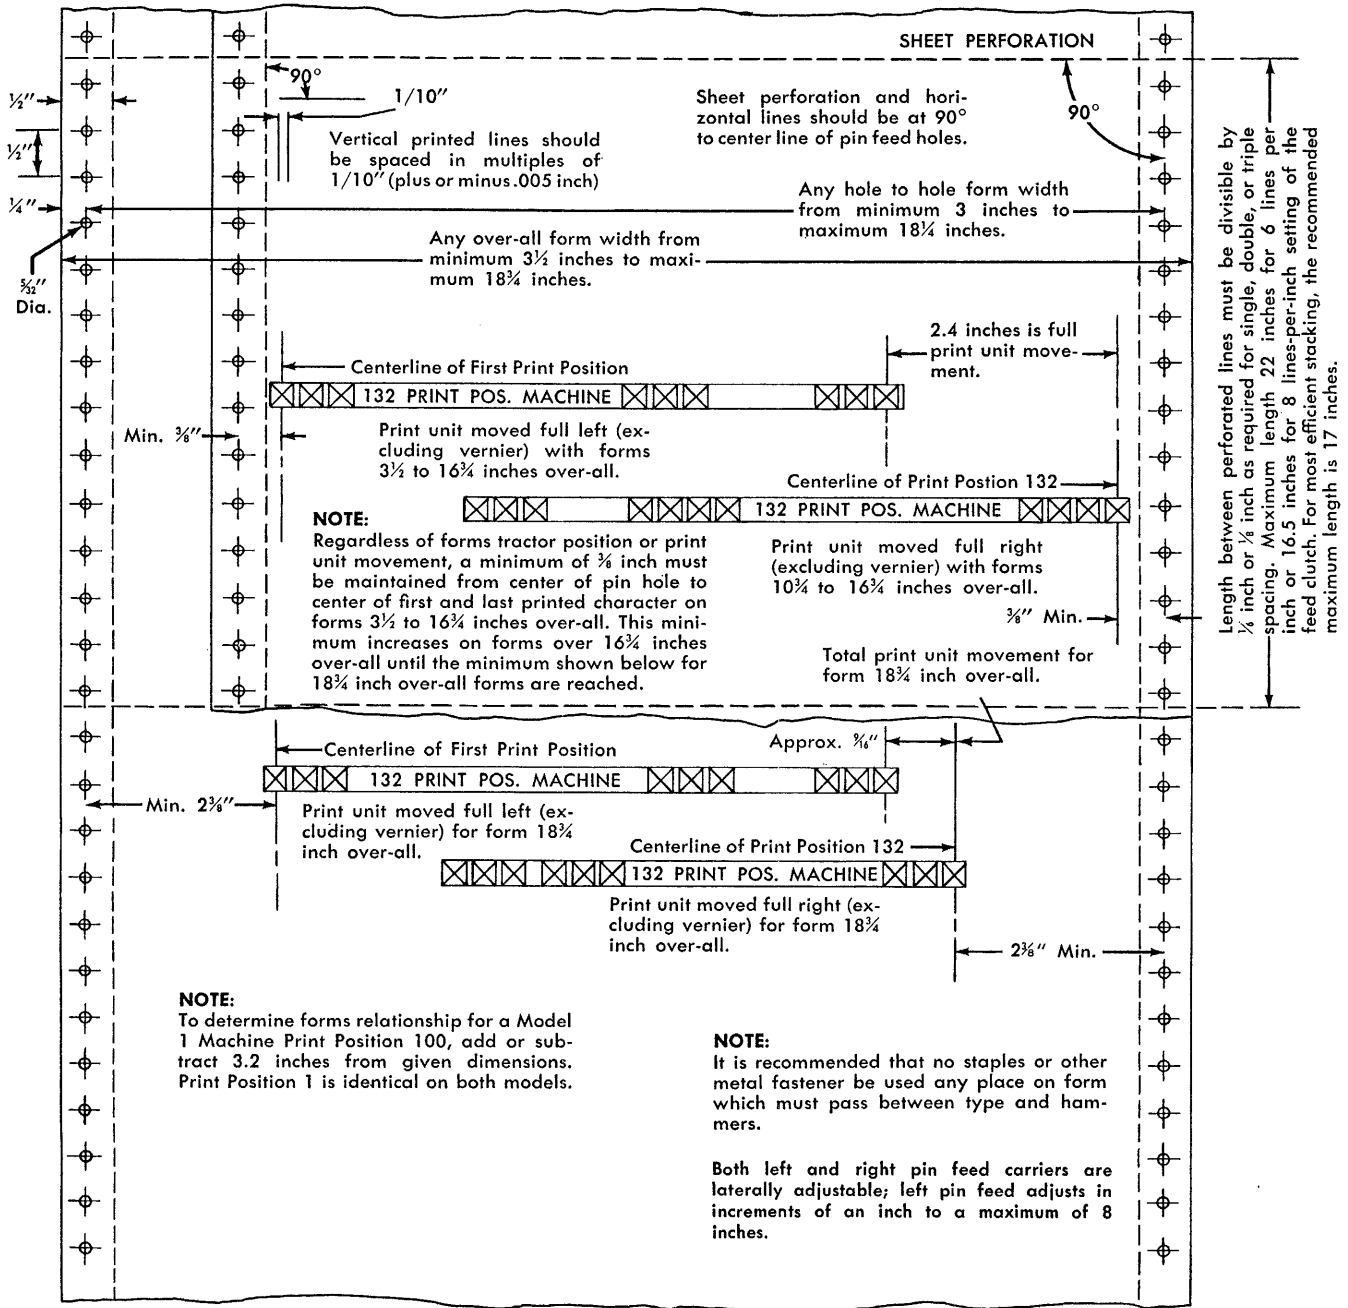 SHEET PERFORATION
90°
1/10″
½″
½″
¼″
5/32″
Dia.
Vertical printed lines should
be spaced in multiples of
1/10″ (plus or minus .005 inch)
Sheet perforation and hori-
zontal lines should be at 90°
to center line of pin feed holes.
90°
Any hole to hole form width
from minimum 3 inches to
maximum 18¼ inches.
Any over-all form width from
minimum 3½ inches to maxi-
mum 18¾ inches.
2.4 inches is full
print unit move-
ment.
Centerline of First Print Position
132 PRINT POS. MACHINE
Min. ⅜″
Print unit moved full left (ex-
cluding vernier) with forms
3½ to 16¾ inches over-all.
Centerline of Print Postion 132
132 PRINT POS. MACHINE
NOTE:
Regardless of forms tractor position or print
unit movement, a minimum of ⅜ inch must
be maintained from center of pin hole to
center of first and last printed character on
forms 3½ to 16¾ inches over-all. This mini-
mum increases on forms over 16¾ inches
over-all until the minimum shown below for
18¾ inch over-all forms are reached.
Print unit moved full right
(excluding vernier) with forms
10¾ to 16¾ inches over-all.
⅜″ Min.
Total print unit movement for
form 18¾ inch over-all.
Length between perforated lines must be divisible by
⅙ inch or ⅛ inch as required for single, double, or triple
spacing. Maximum length 22 inches for 6 lines per
inch or 16.5 inches for 8 lines-per-inch setting of the
feed clutch. For most efficient stacking, the recommended
maximum length is 17 inches.
Approx. 9/16″
Centerline of First Print Position
132 PRINT POS. MACHINE
Min. 2⅜″
Print unit moved full left (ex-
cluding vernier) for form 18¾
inch over-all.
Centerline of Print Position 132
132 PRINT POS. MACHINE
Print unit moved full right (ex-
cluding vernier) for form 18¾
inch over-all.
2⅜″ Min.
NOTE:
To determine forms relationship for a Model
1 Machine Print Position 100, add or sub-
tract 3.2 inches from given dimensions.
Print Position 1 is identical on both models.
NOTE:
It is recommended that no staples or other
metal fastener be used any place on form
which must pass between type and ham-
mers.
Both left and right pin feed carriers are
laterally adjustable; left pin feed adjusts in
increments of an inch to a maximum of 8
inches.